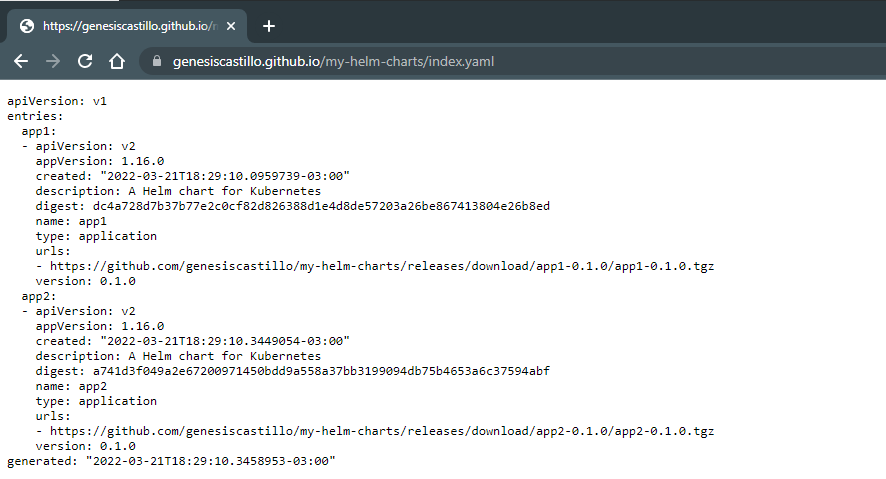 https://genesiscastillo.github.io/n
genesiscastillo.github.io/my-helm-charts/index.yaml
apiVersion: v1
entries:
  app1:
  - apiVersion: v2
    appVersion: 1.16.0
    created: "2022-03-21T18:29:10.0959739-03:00"
    description: A Helm chart for Kubernetes
    digest: dc4a728d7b37b77e2c0cf82d826388d1e4d8de57203a26be867413804e26b8ed
    name: app1
    type: application
    urls:
    - https://github.com/genesiscastillo/my-helm-charts/releases/download/app1-0.1.0/app1-0.1.0.tgz
    version: 0.1.0
  app2:
  - apiVersion: v2
    appVersion: 1.16.0
    created: "2022-03-21T18:29:10.3449054-03:00"
    description: A Helm chart for Kubernetes
    digest: a741d3f049a2e67200971450bdd9a558a37bb3199094db75b4653a6c37594abf
    name: app2
    type: application
    urls:
    - https://github.com/genesiscastillo/my-helm-charts/releases/download/app2-0.1.0/app2-0.1.0.tgz
    version: 0.1.0
generated: "2022-03-21T18:29:10.3458953-03:00"